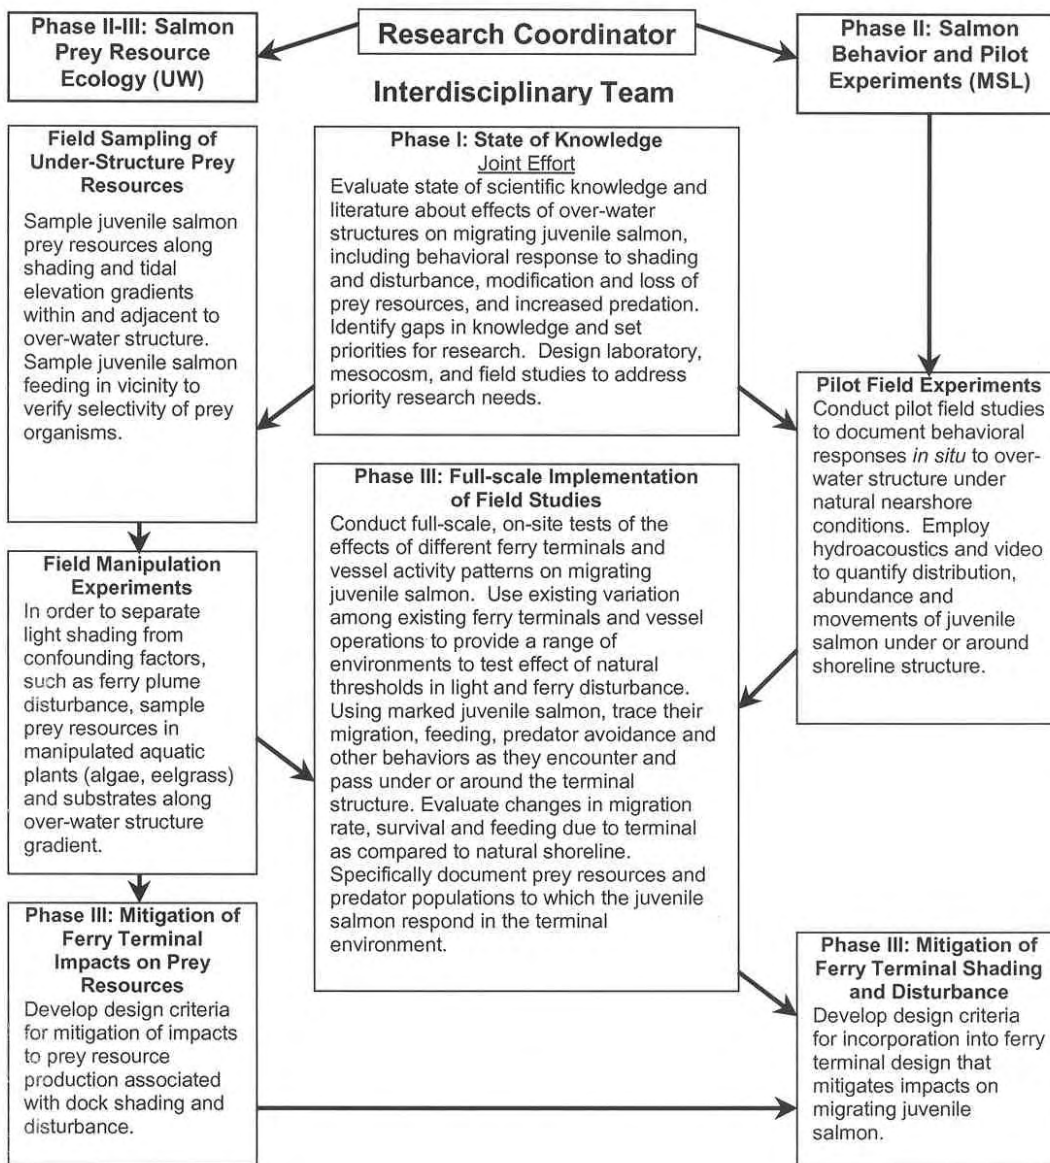 Phase II-III: Salmon
Prey Resource
Ecology (UW)
Research Coordinator
Interdisciplinary Team
Phase II: Salmon
Behavior and Pilot
Experiments (MSL)
Field Sampling of
Under-Structure Prey
Resources
Sample juvenile salmon
prey resources along
shading and tidal
elevation gradients
within and adjacent to
over-water structure.
Sample juvenile salmon
feeding in vicinity to
verify selectivity of prey
organisms.
Phase I: State of Knowledge
Joint Effort
Evaluate state of scientific knowledge and
literature about effects of over-water
structures on migrating juvenile salmon,
including behavioral response to shading
and disturbance, modification and loss of
prey resources, and increased predation.
Identify gaps in knowledge and set
priorities for research.  Design laboratory,
mesocosm, and field studies to address
priority research needs.
Pilot Field Experiments
Conduct pilot field studies
to document behavioral
responses in situ to over-
water structure under
natural nearshore
conditions.  Employ
hydroacoustics and video
to quantify distribution,
abundance and
movements of juvenile
salmon under or around
shoreline structure.
Field Manipulation
Experiments
In order to separate
light shading from
confounding factors,
such as ferry plume
disturbance, sample
prey resources in
manipulated aquatic
plants (algae, eelgrass)
and substrates along
over-water structure
gradient.
Phase III: Full-scale Implementation
of Field Studies
Conduct full-scale, on-site tests of the
effects of different ferry terminals and
vessel activity patterns on migrating
juvenile salmon.  Use existing variation
among existing ferry terminals and vessel
operations to provide a range of
environments to test effect of natural
thresholds in light and ferry disturbance.
Using marked juvenile salmon, trace their
migration, feeding, predator avoidance and
other behaviors as they encounter and
pass under or around the terminal
structure. Evaluate changes in migration
rate, survival and feeding due to terminal
as compared to natural shoreline.
Specifically document prey resources and
predator populations to which the juvenile
salmon respond in the terminal
environment.
Phase III: Mitigation of
Ferry Terminal
Impacts on Prey
Resources
Develop design criteria
for mitigation of impacts
to prey resource
production associated
with dock shading and
disturbance.
Phase III: Mitigation of
Ferry Terminal Shading
and Disturbance
Develop design criteria
for incorporation into ferry
terminal design that
mitigates impacts on
migrating juvenile
salmon.